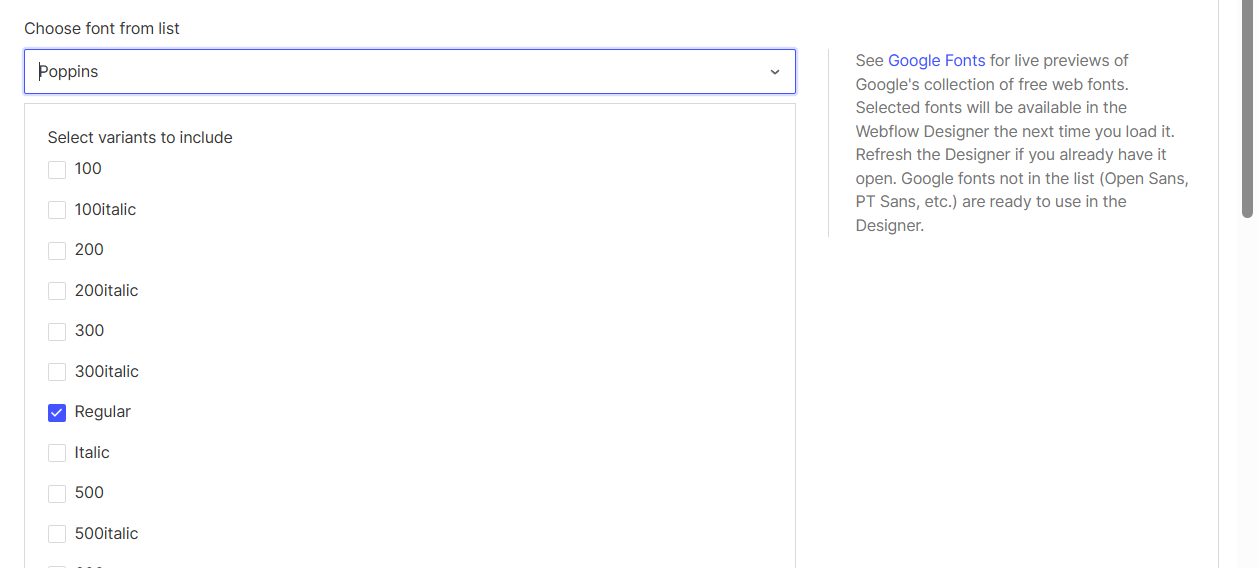 Choose font from list
Poppins
Select variants to include
100
100italic
200
200italic
300
300italic
Regular
Italic
500
500italic
See Google Fonts for live previews of
Google's collection of free web fonts.
Selected fonts will be available in the
Webflow Designer the next time you load it.
Refresh the Designer if you already have it
open. Google fonts not in the list (Open Sans,
PT Sans, etc.) are ready to use in the
Designer.